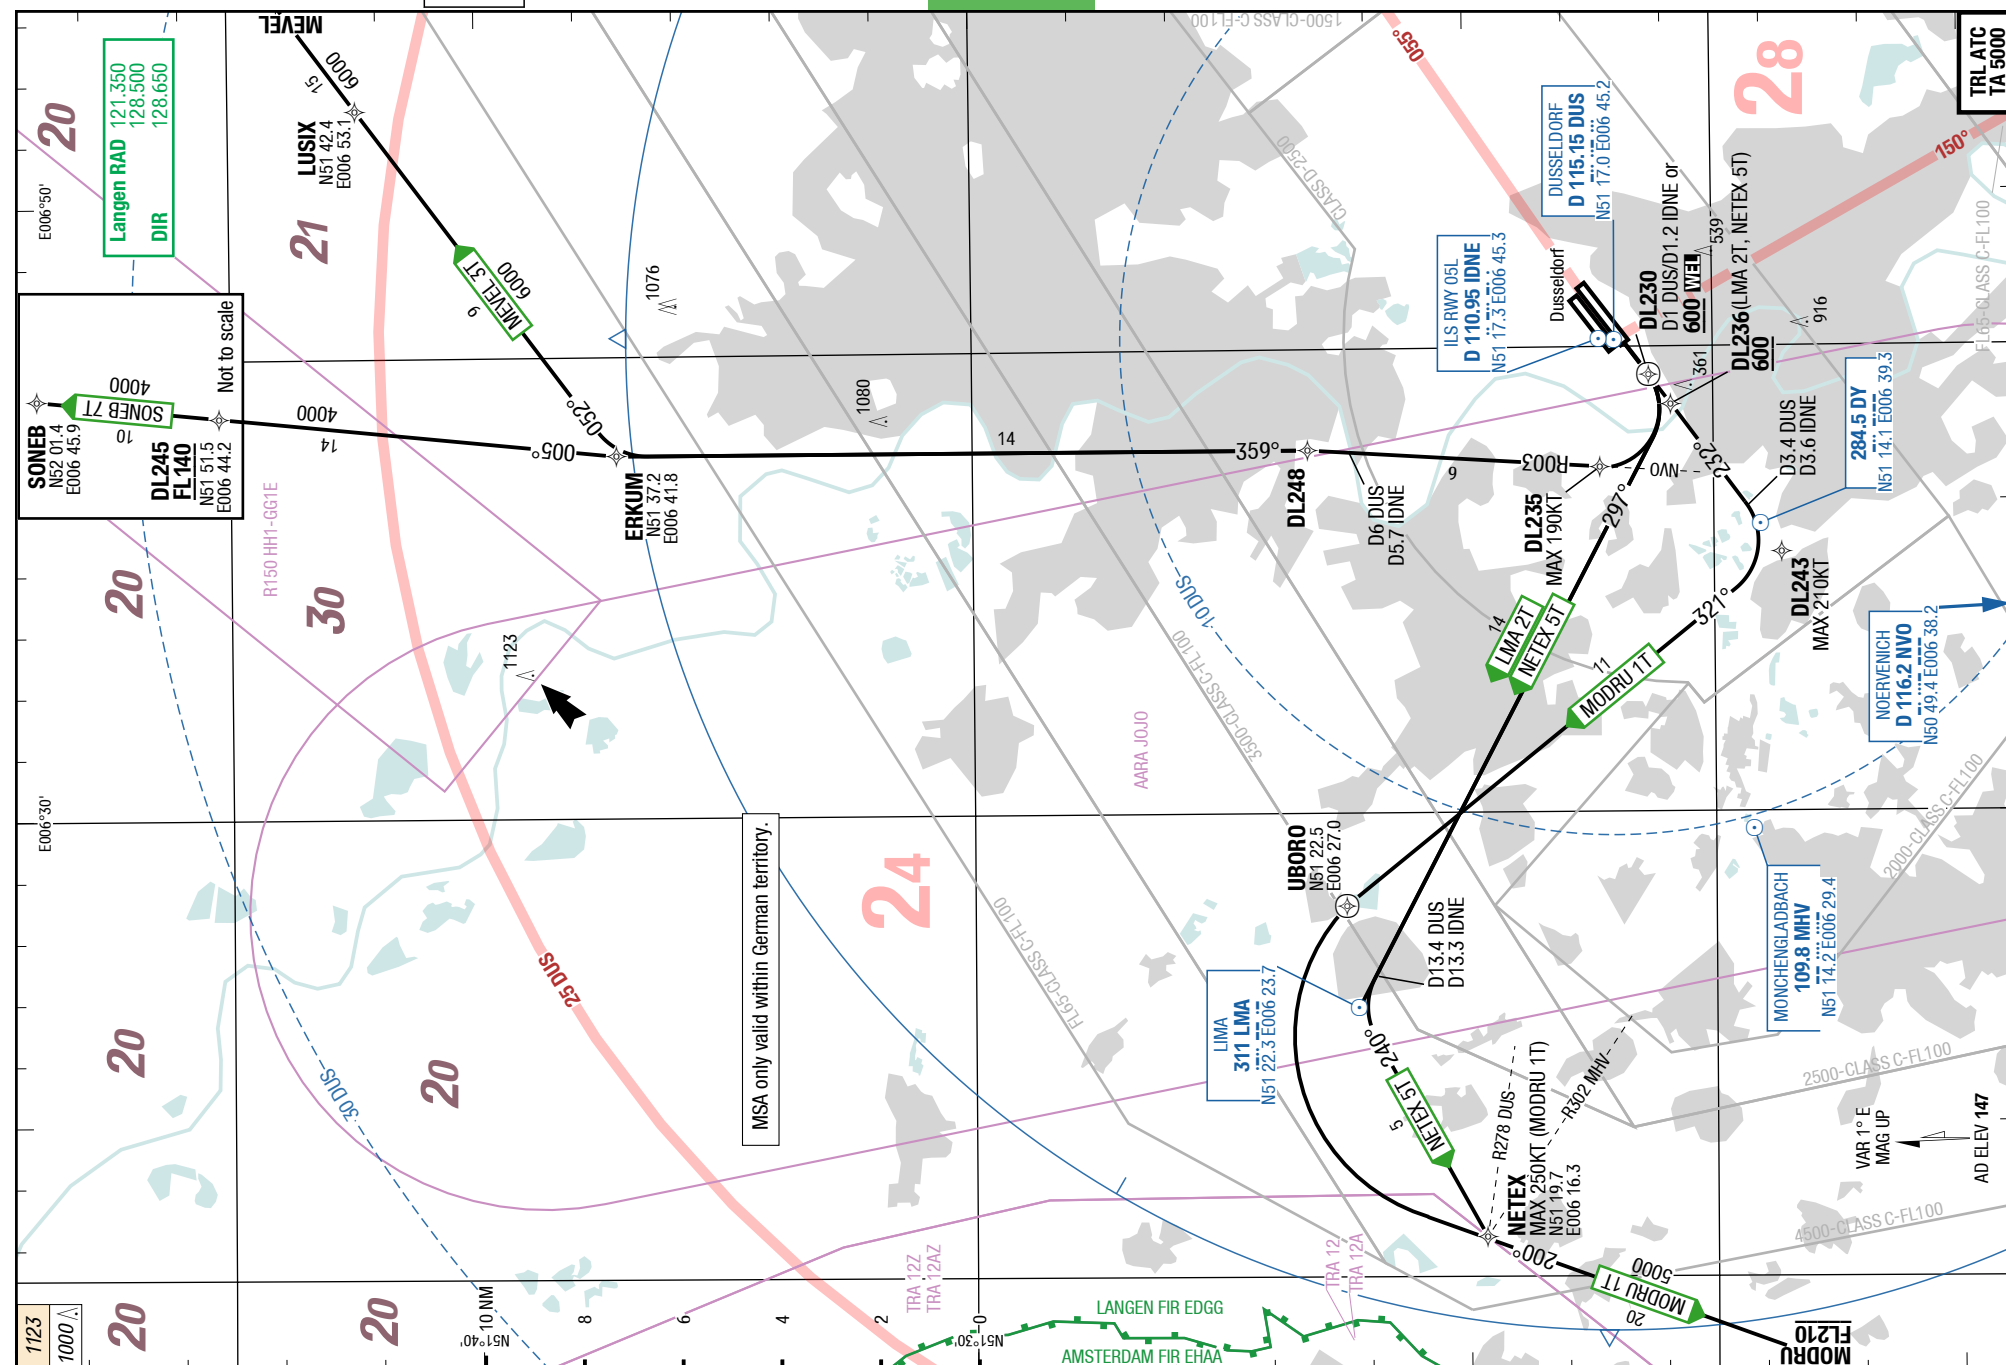 MEVEL
20
Langen RAD 121.350
128.500
DIR 128.650
E006°50'
15
6000
LUSIX
N51 42.4
E006 53.1
21
MEVEL 3T
9
6000
052°
1076
1080
1500-CLASS C-FL100
CLASS D-2500
055°
28
TRL ATC
TA 5000
150°
DUSSELDORF
D 115.15 DUS
N51 17.0 E006 45.2
ILS RWY 05L
D 110.95 IDNE
N51 17.3 E006 45.3
Dusseldorf
DL230
D1 DUS/D1.2 IDNE or
600 WEL
539
DL236(LMA 2T, NETEX 5T)
600
361
916
FL65-CLASS C-FL100
SONEB
N52 01.4
E006 45.9
SONEB 7T
10
4000
DL245
FL140
N51 51.5
E006 44.2
Not to scale
4000
14
005°
ERKUM
N51 37.2
E006 41.8
14
359°
DL248
D6 DUS
D5.7 IDNE
9
R003
DL235
MAX 190KT
NVO
297°
232°
D3.4 DUS
D3.6 IDNE
284.5 DY
N51 14.1 E006 39.3
DL243
MAX 210KT
321°
NOERVENICH
D 116.2 NVO
N50 49.4 E006 38.2
R150 HH1-GG1E
20
30
1123
10 DUS
3500-CLASS C-FL100
AARA JOJO
14
LMA 2T
NETEX 5T
11
MODRU 1T
E006°30'
MSA only valid within German territory.
24
UBORO
N51 22.5
E006 27.0
D13.4 DUS
D13.3 IDNE
LIMA
311 LMA
N51 22.3 E006 23.7
FL65-CLASS C-FL100
MONCHENGLADBACH
109.8 MHV
N51 14.2 E006 29.4
2000-CLASS C-FL100
25 DUS
30 DUS
20
20
240°
NETEX 5T
5
R278 DUS
R302 MHV
NETEX
MAX 250KT (MODRU 1T)
N51 19.7
E006 16.3
2500-CLASS C-FL100
VAR 1° E
MAG UP
AD ELEV 147
4500-CLASS C-FL100
200°
MODRU 1T
5000
20
MODRU
FL210
TRA 12Z
TRA 12AZ
TRA 12
TRA 12A
LANGEN FIR EDGG
AMSTERDAM FIR EHAA
1123
1000
20
20
N51°40'
10 NM
8
6
4
2
0
N51°30'